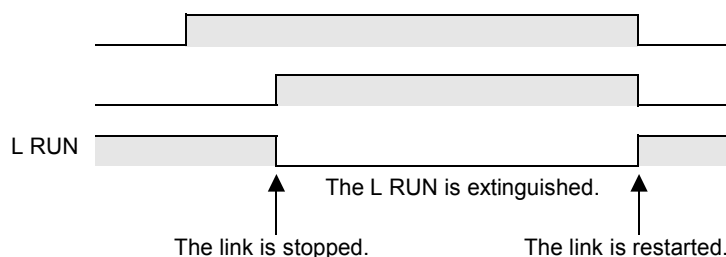 L RUN
The L RUN is extinguished.
The link is stopped.
The link is restarted.